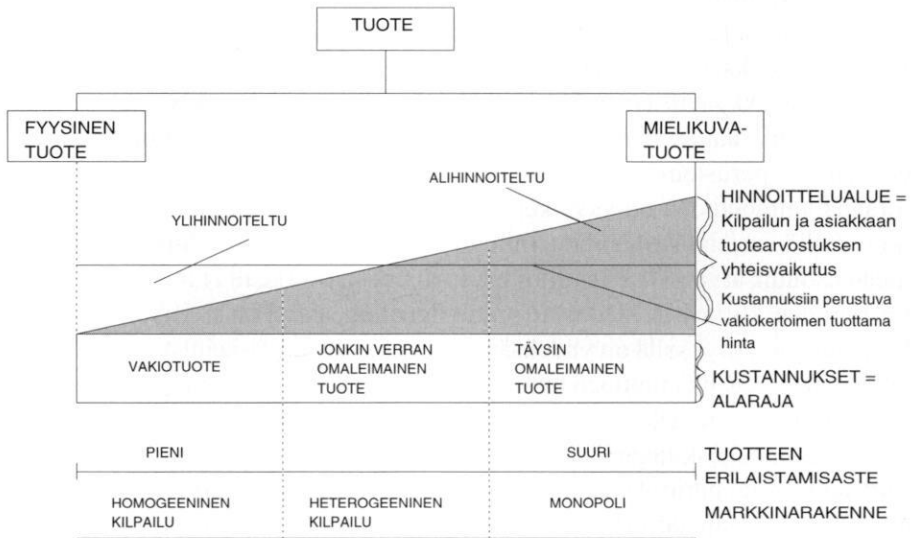 TUOTE
FYYSINEN
TUOTE
MIELIKUVA-
TUOTE
ALIHINNOITELTU
YLIHINNOITELTU
HINNOITTELUALUE =
Kilpailun ja asiakkaan
tuotearvostuksen
yhteisvaikutus
Kustannuksiin perustuva
vakiokertoimen tuottama
hinta
VAKIOTUOTE
JONKIN VERRAN
OMALEIMAINEN
TUOTE
TÄYSIN
OMALEIMAINEN
TUOTE
KUSTANNUKSET =
ALARAJA
PIENI
SUURI
TUOTTEEN
ERILAISTAMISASTE
HOMOGEENINEN
KILPAILU
HETEROGEENINEN
KILPAILU
MONOPOLI
MARKKINARAKENNE